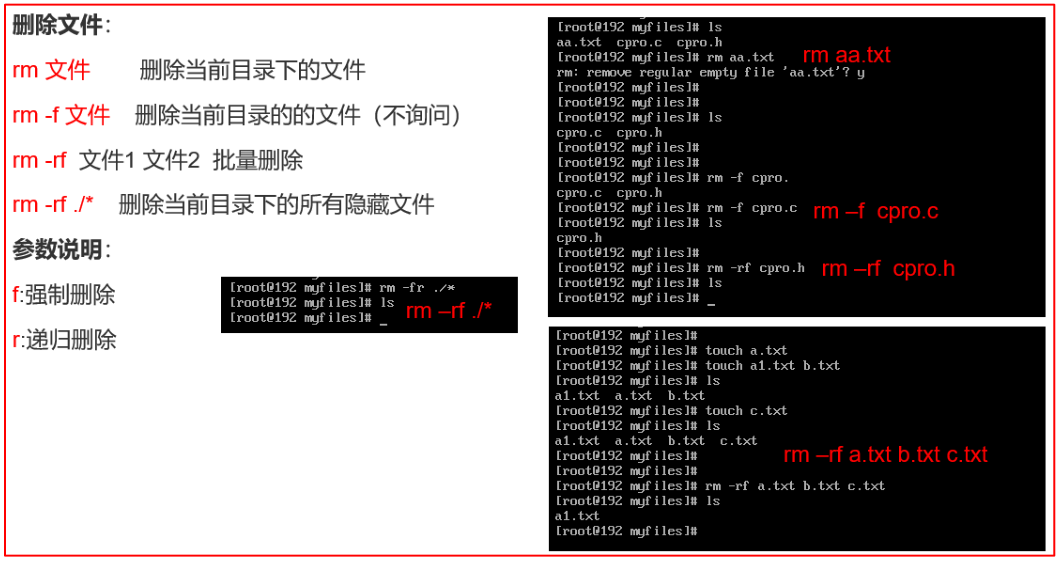 删除文件：
rm 文件 删除当前目录下的文件
rm -f 文件 删除当前目录的的文件（不询问）
rm -rf 文件1 文件2 批量删除
rm -rf ./* 删除当前目录下的所有隐藏文件
参数说明：
f:强制删除
r:递归删除
[root@192 myfiles]# rm -fr ./*
[root@192 myfiles]# ls
[root@192 myfiles]# _
rm –rf ./*
[root@192 myfiles]# ls
aa.txt cpro.c cpro.h
[root@192 myfiles]# rm aa.txt
rm aa.txt
rm: remove regular empty file 'aa.txt'? y
[root@192 myfiles]#
[root@192 myfiles]#
[root@192 myfiles]# ls
cpro.c cpro.h
[root@192 myfiles]#
[root@192 myfiles]#
[root@192 myfiles]# rm -f cpro.
cpro.c cpro.h
[root@192 myfiles]# rm -f cpro.c
rm –f cpro.c
[root@192 myfiles]# ls
cpro.h
[root@192 myfiles]#
[root@192 myfiles]# rm -rf cpro.h
rm –rf cpro.h
[root@192 myfiles]# ls
[root@192 myfiles]# _
[root@192 myfiles]#
[root@192 myfiles]# touch a.txt
[root@192 myfiles]# touch a1.txt b.txt
[root@192 myfiles]# ls
a1.txt a.txt b.txt
[root@192 myfiles]# touch c.txt
[root@192 myfiles]# ls
a1.txt a.txt b.txt c.txt
[root@192 myfiles]#
rm –rf a.txt b.txt c.txt
[root@192 myfiles]#
[root@192 myfiles]# rm -rf a.txt b.txt c.txt
[root@192 myfiles]# ls
a1.txt
[root@192 myfiles]#